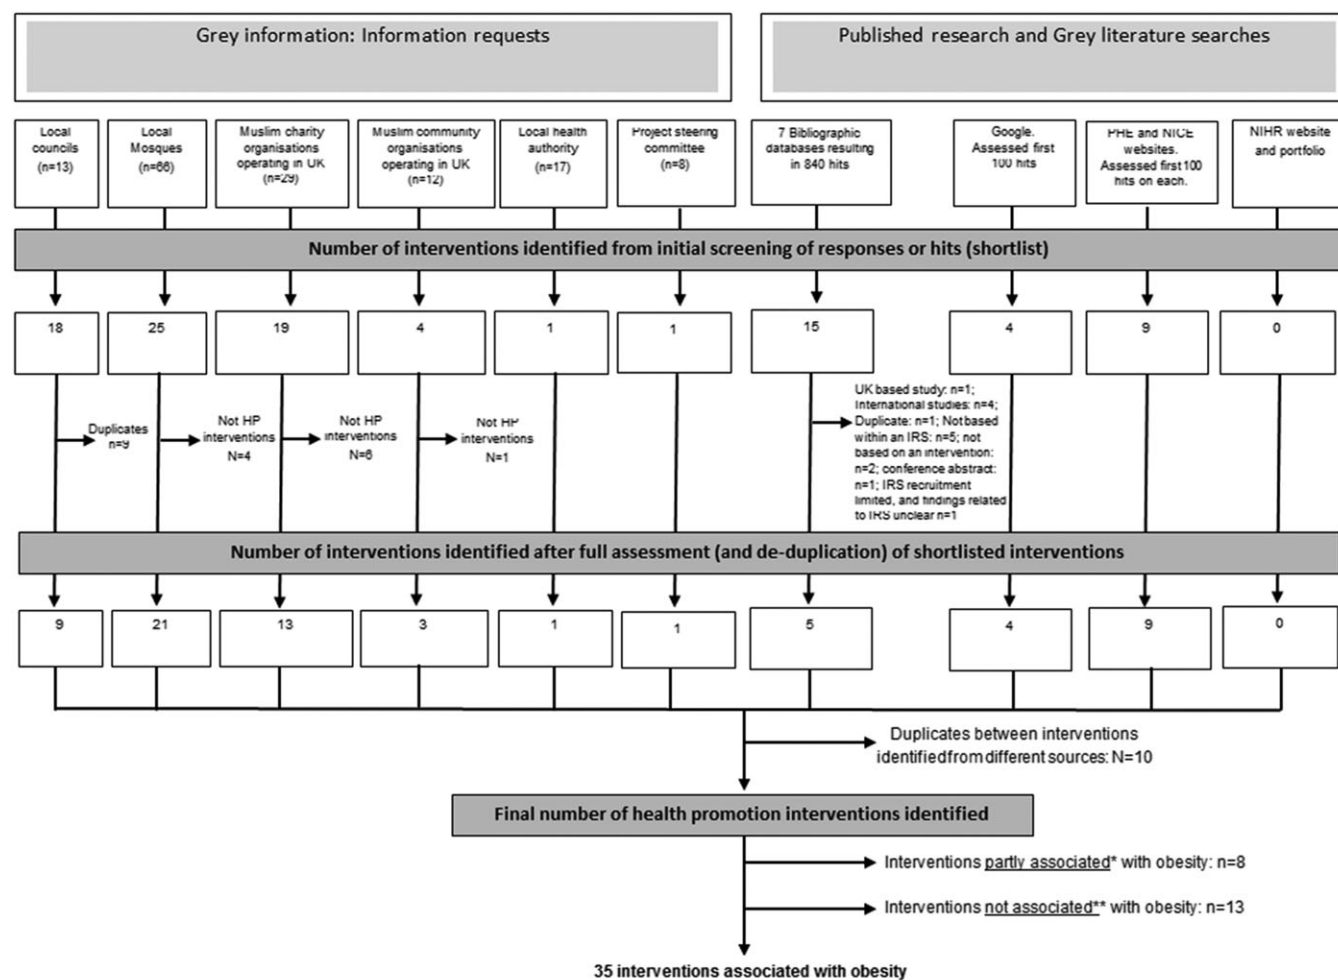 Grey information: Information requests
Published research and Grey literature searches
Local
councils
(n=13)
Local
Mosques
(n=66)
Muslim charity
organisations
operating in UK
(n=29)
Muslim community
organisations
operating in UK
(n=12)
Local health
authority
(n=17)
Project steering
committee
(n=8)
7 Bibliographic
databases resulting
in 840 hits
Google.
Assessed first
100 hits
PHE and NICE
websites.
Assessed first 100
hits on each.
NIHR website
and portfolio
Number of interventions identified from initial screening of responses or hits (shortlist)
18
25
19
4
1
1
15
4
9
0
Duplicates
n=9
Not HP
interventions
N=4
Not HP
interventions
N=6
Not HP
interventions
N=1
UK based study: n=1;
International studies: n=4;
Duplicate: n=1; Not based
within an IRS: n=5; not
based on an intervention:
n=2; conference abstract:
n=1; IRS recruitment
limited, and findings related
to IRS unclear n=1
Number of interventions identified after full assessment (and de-duplication) of shortlisted interventions
9
21
13
3
1
1
5
4
9
0
Duplicates between interventions
identified from different sources: N=10
Final number of health promotion interventions identified
Interventions partly associated* with obesity: n=8
Interventions not associated** with obesity: n=13
35 interventions associated with obesity